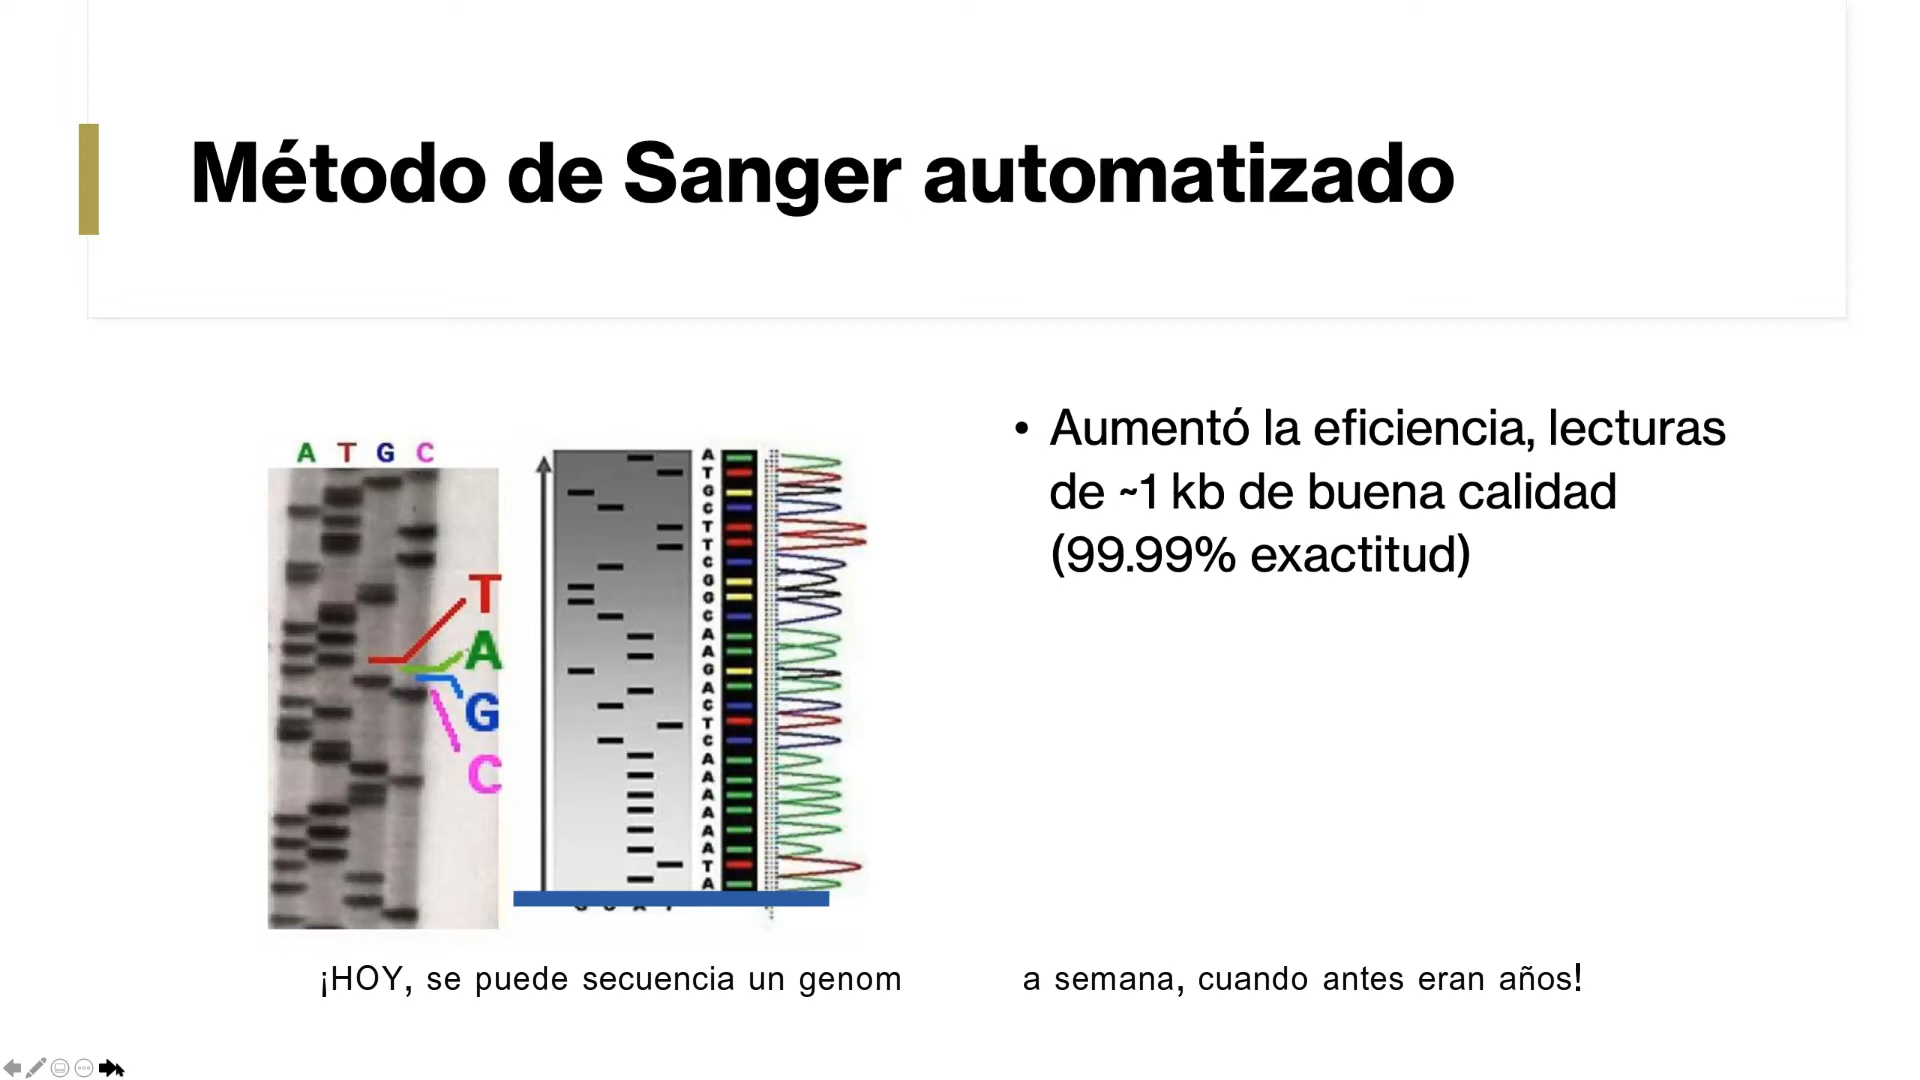 Método de Sanger automatizado
• Aumentó la eficiencia, lecturas
de ~1 kb de buena calidad
(99.99% exactitud)
A T G C
T
A
G
C
A
T
G
C
T
T
C
G
G
C
A
A
G
A
C
T
C
A
A
A
A
A
A
T
A
¡HOY, se puede secuencia un genom a semana, cuando antes eran años!